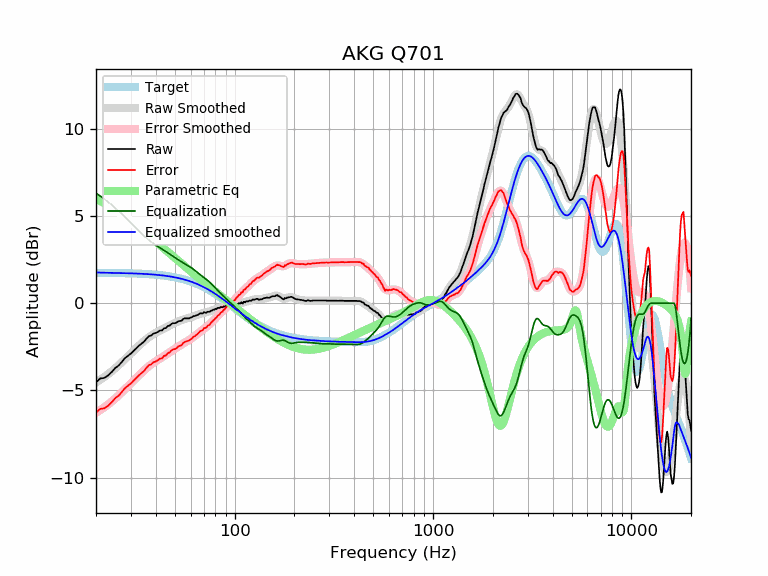 AKG Q701
Target
Raw Smoothed
Error Smoothed
Raw
Error
Parametric Eq
Equalization
Equalized smoothed
10
5
0
−5
−10
Amplitude (dBr)
100
1000
10000
Frequency (Hz)